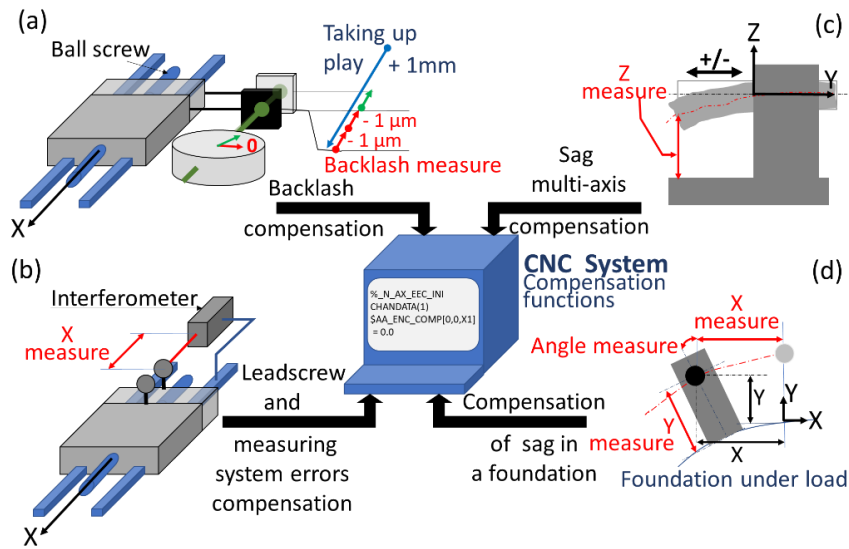 (a)
Ball screw
Taking up
play
+ 1mm
- 1 µm
- 1 µm
0
Backlash measure
X
Backlash
compensation
(c)
Z
+/-
Y
Z
measure
Sag
multi-axis
compensation
(b)
Interferometer
X
measure
X
Leadscrew
and
measuring
system errors
compensation
CNC System
Compensation
functions
%_N_AX_EEC_INI
CHANDATA(1)
$AA_ENC_COMP[0,0,X1]
= 0.0
(d)
X
measure
Angle measure
Y
Y
X
Y
measure
X
Foundation under load
Compensation
of sag in
a foundation